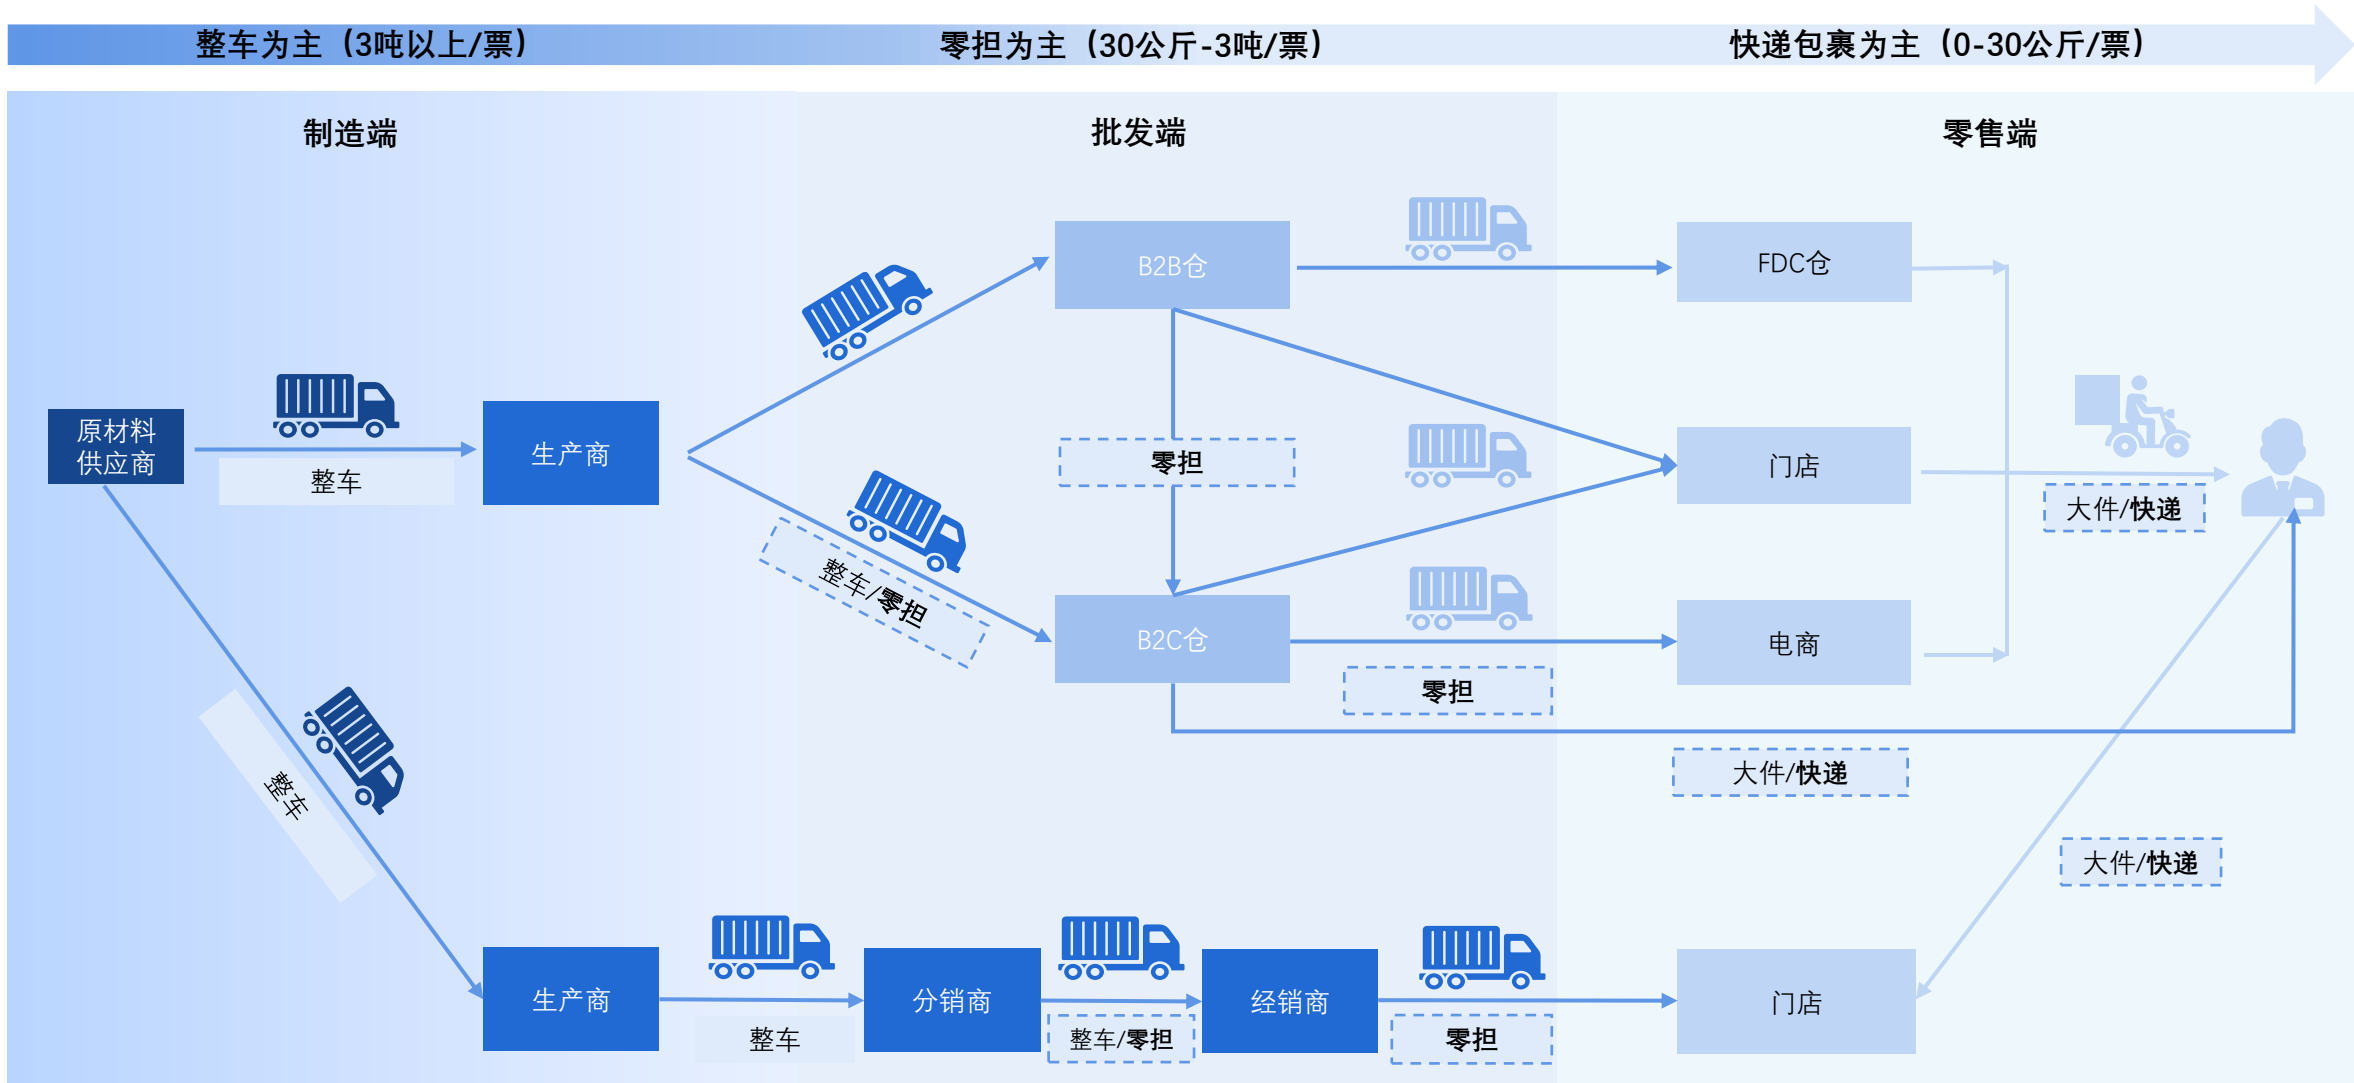 整车为主（3吨以上/票）
零担为主（30公斤-3吨/票）
快递包裹为主（0-30公斤/票）
制造端
批发端
零售端
B2B仓
FDC仓
原材料
供应商
整车
生产商
零担
门店
大件/快递
整车/零担
B2C仓
电商
零担
整车
大件/快递
大件/快递
生产商
整车
分销商
整车/零担
经销商
零担
门店